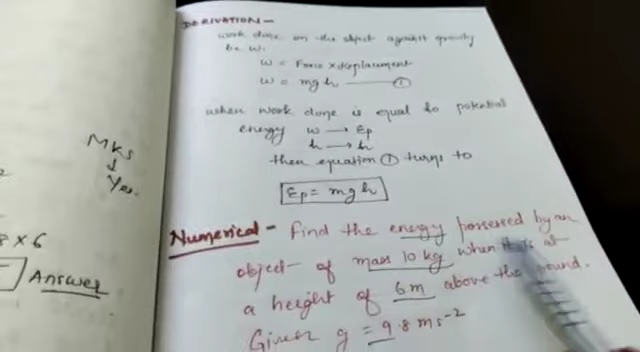 DERIVATION-
work done on the object against gravity
be w.
w = Force × displacement
w = mgh ——— ①
when work done is equal to potential
energy w → Ep
h → h
then equation ① turns to
Ep = mgh
Numerical - Find the energy possessed by an
object of mass 10 kg when it is at
a height of 6m above the ground.
Given g = 9.8 ms-2
MKS
↓
Yes.
8 × 6
Answer